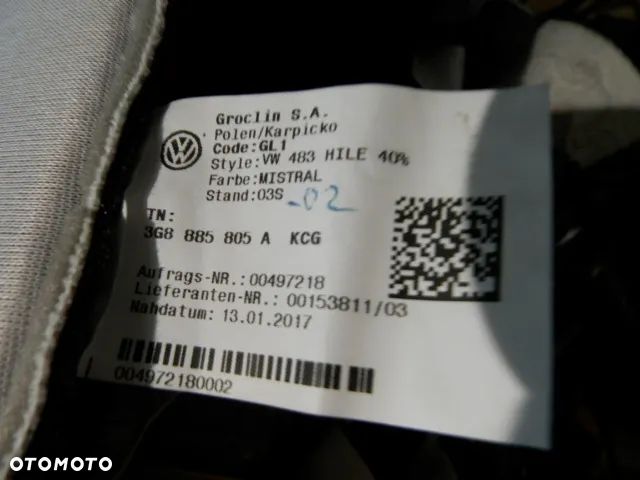 Groclin S.A.
Polen/Karpicko
Code:GL1
Style:VW 483 HILE 40%
Farbe:MISTRAL
Stand:03S -02
TN:
3G8 885 805 A KCG
Aufrags-NR.:00497218
Lieferanten-NR.: 00153811/03
Nahdatum: 13.01.2017
004972180002
OTOMOTO